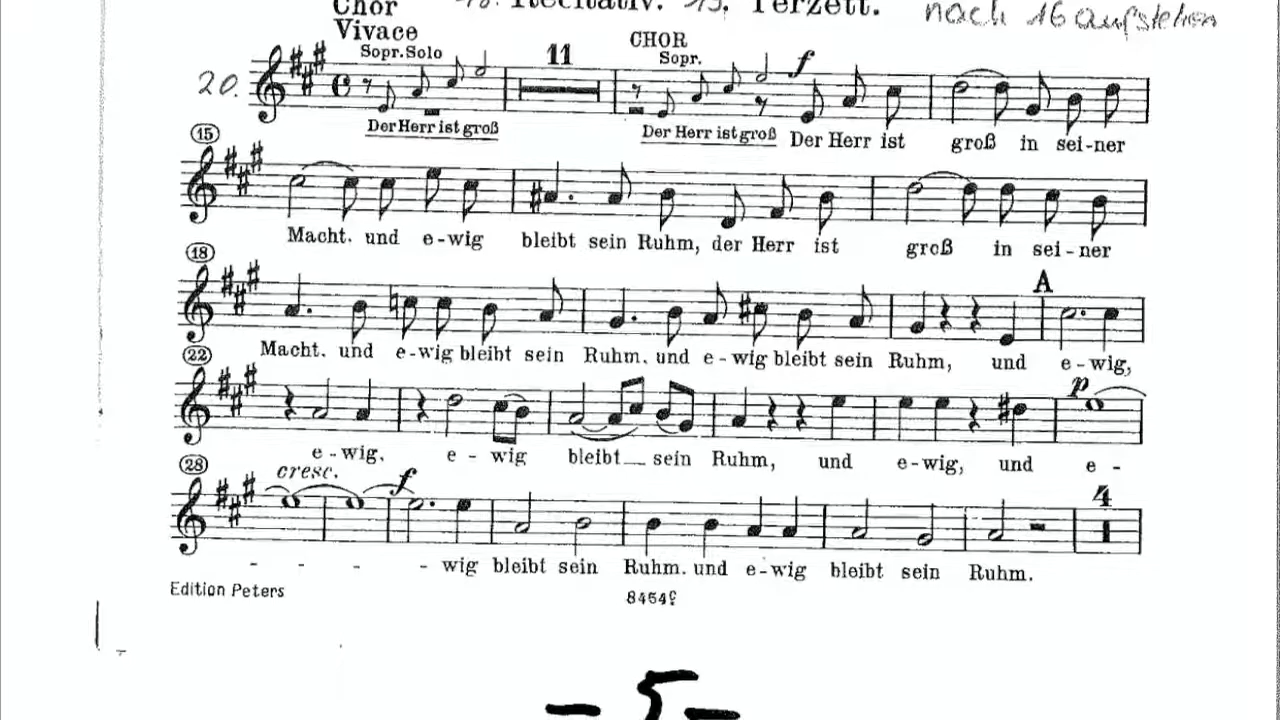 18. Recitativ. 19. Terzett. nach 16 aufstehen
Chor
Vivace
Sopr. Solo 11 CHOR
Sopr. f
20.
Der Herr ist groß Der Herr ist groß Der Herr ist groß in sei-ner
15
Macht. und e-wig bleibt sein Ruhm, der Herr ist groß in sei-ner
18 A
Macht. und e-wig bleibt sein Ruhm. und e-wig bleibt sein Ruhm, und e-wig,
22 p
e-wig, e - wig bleibt sein Ruhm, und e-wig, und e -
28 cresc. f 4
- - - - wig bleibt sein Ruhm. und e-wig bleibt sein Ruhm.
Edition Peters 8454
- 5 -